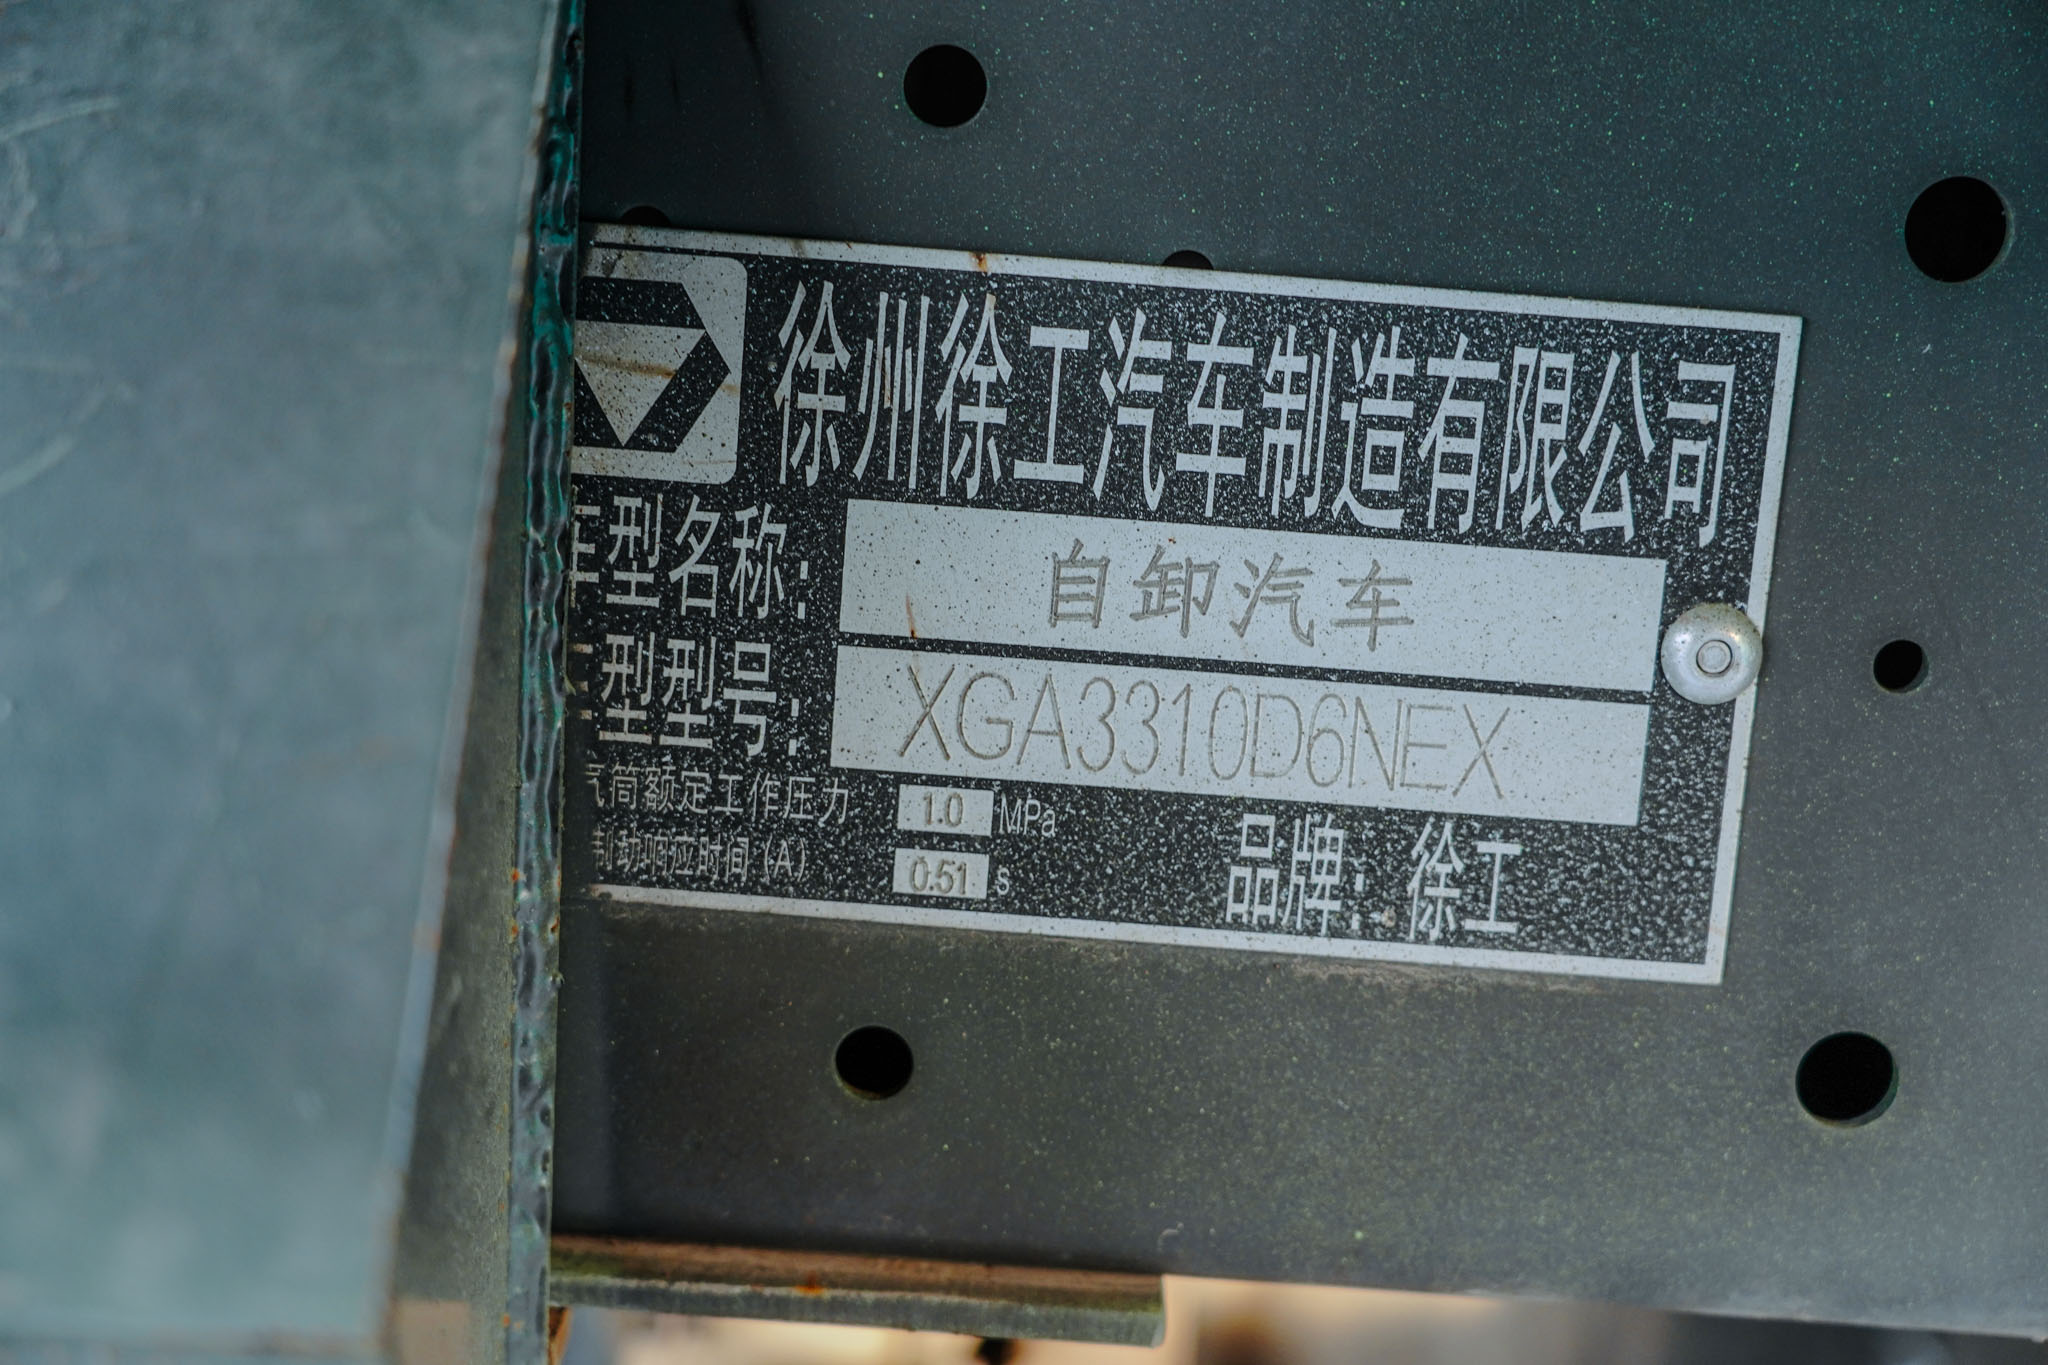 徐州徐工汽车制造有限公司
车型名称: 自卸汽车
车型型号: XGA3310D6NEX
气筒额定工作压力 1.0 MPa
制动响应时间(A) 0.51 s
品牌: 徐工